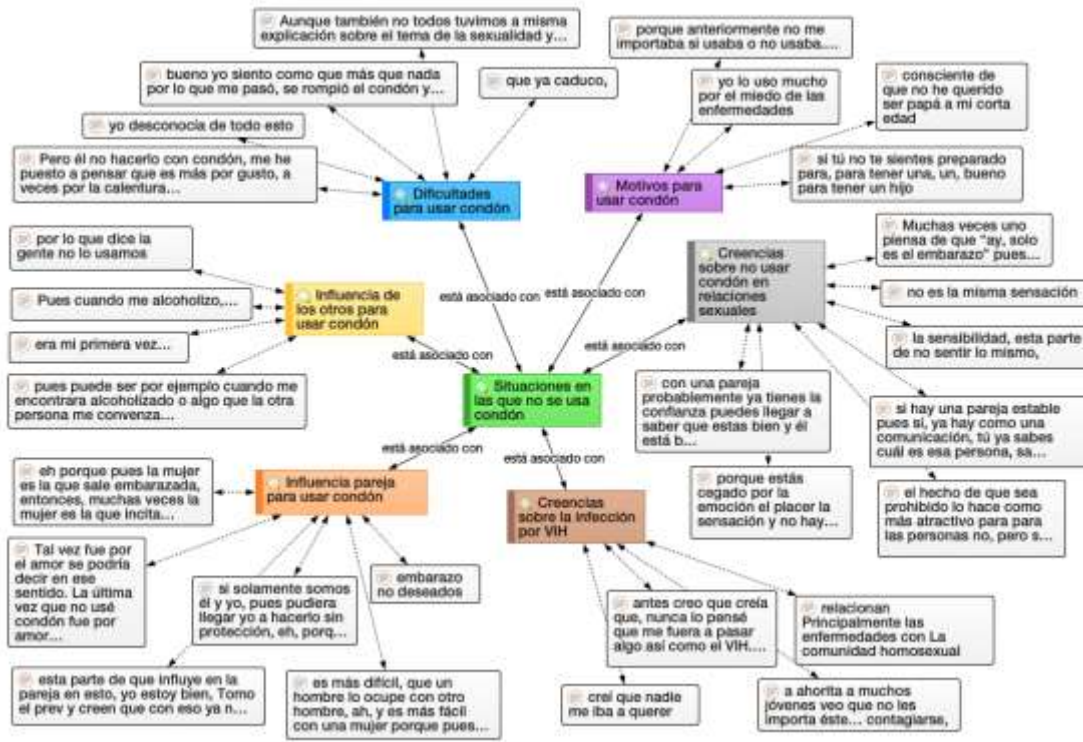 Aunque también no todos tuvimos a misma
explicación sobre el tema de la sexualidad y…
bueno yo siento como que más que nada
por lo que me pasó, se rompió el condón y…
que ya caduco,
yo desconocía de todo esto
Pero él no hacerlo con condón, me he
puesto a pensar que es más por gusto, a
veces por la calentura…
Dificultades
para usar condón
porque anteriormente no me
importaba si usaba o no usaba....
yo lo uso mucho
por el miedo de las
enfermedades
consciente de
que no he querido
ser papá a mi corta
edad
si tú no te sientes preparado
para, para tener una, un, bueno
para tener un hijo
Motivos para
usar condón
por lo que dice la
gente no lo usamos
Pues cuando me alcoholizo,…
era mi primera vez…
pues puede ser por ejemplo cuando me
encontrara alcoholizado o algo que la otra
persona me convenza…
Influencia de
los otros para
usar condón
está asociado con
está asociado con
está asociado con
está asociado con
Creencias
sobre no usar
condón en
relaciones
sexuales
Muchas veces uno
piensa de que "ay, solo
es el embarazo" pues…
no es la misma sensación
la sensibilidad, esta parte
de no sentir lo mismo,
si hay una pareja estable
pues sí, ya hay como una
comunicación, tú ya sabes
cuál es esa persona, sa…
con una pareja
probablemente ya tienes la
confianza puedes llegar a
saber que estas bien y él
está b…
porque estás
cegado por la
emoción el placer la
sensación y no hay…
el hecho de que sea
prohibido lo hace como
más atractivo para para
las personas no, pero s…
Situaciones en
las que no se usa
condón
está asociado con
está asociado con
Influencia pareja
para usar condón
eh porque pues la mujer
es la que sale embarazada,
entonces, muchas veces la
mujer es la que incita…
Tal vez fue por
el amor se podría
decir en ese
sentido. La última
vez que no usé
condón fue por
amor…
si solamente somos
él y yo, pues pudiera
llegar yo a hacerlo sin
protección, eh, porq…
embarazo
no deseados
esta parte de que influye en la
pareja en esto, yo estoy bien, Tomo
el prev y creen que con eso ya n…
es más difícil, que un
hombre lo ocupe con otro
hombre, ah, y es más fácil
con una mujer porque pues…
Creencias
sobre la infección
por VIH
antes creo que creía
que, nunca lo pensé
que me fuera a pasar
algo así como el VIH....
relacionan
Principalmente las
enfermedades con La
comunidad homosexual
creí que nadie
me iba a querer
a ahorita a muchos
jóvenes veo que no les
importa éste… contagiarse,